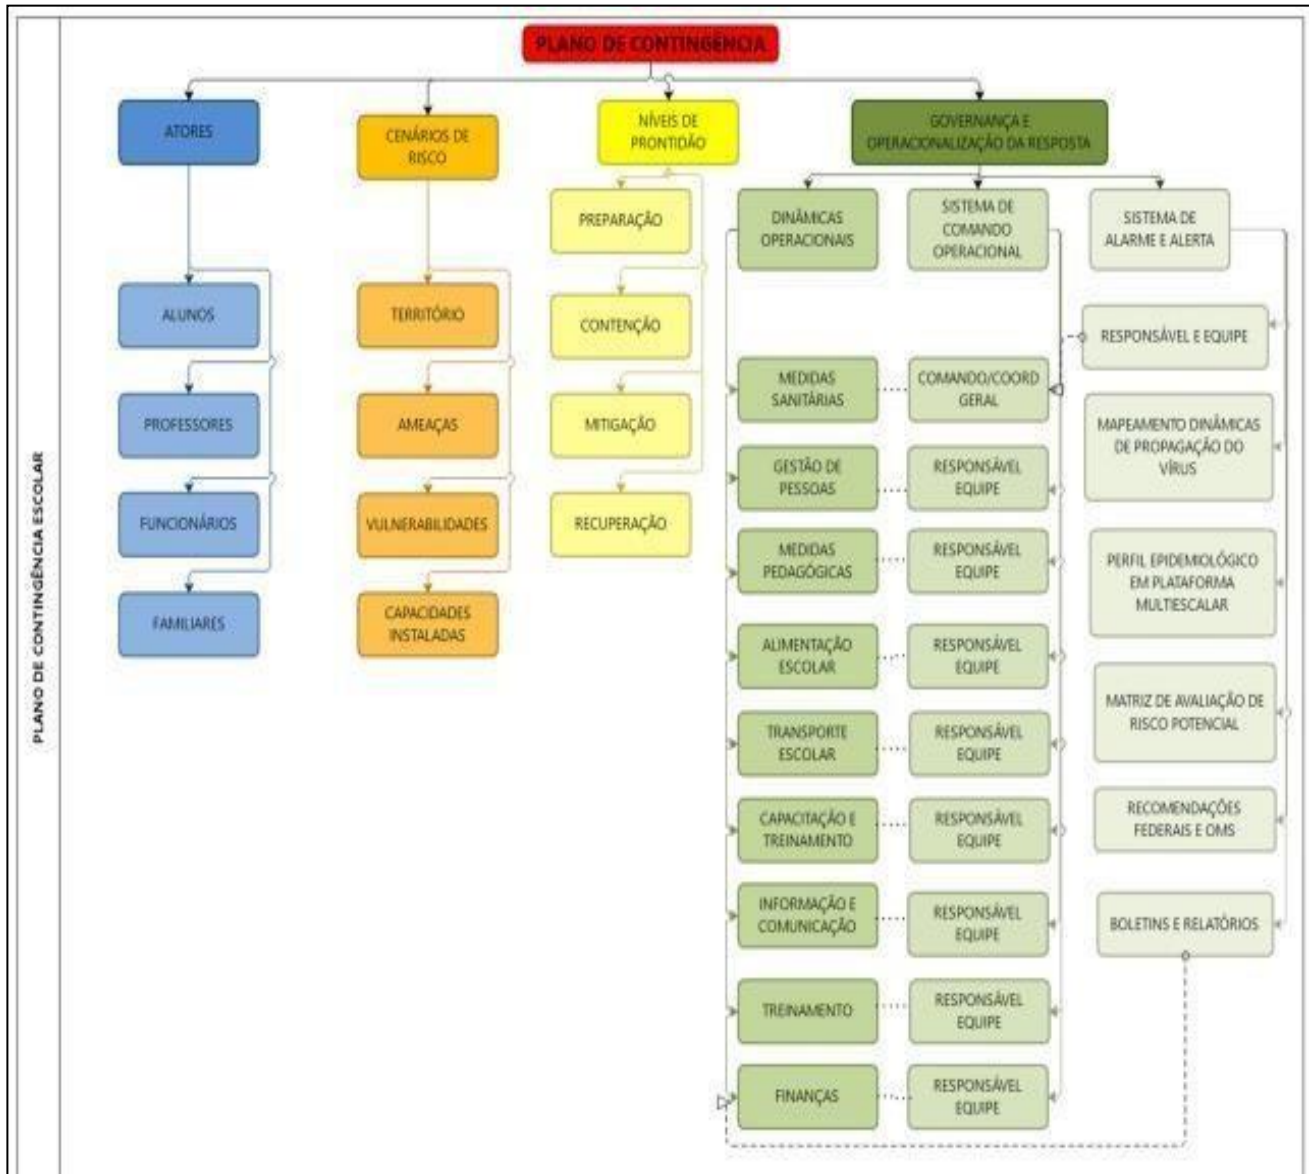 PLANO DE CONTINGÊNCIA ESCOLAR
PLANO DE CONTINGÊNCIA
ATORES
ALUNOS
PROFESSORES
FUNCIONÁRIOS
FAMILIARES
CENÁRIOS DE
RISCO
TERRITÓRIO
AMEAÇAS
VULNERABILIDADES
CAPACIDADES
INSTALADAS
NÍVEIS DE
PRONTIDÃO
PREPARAÇÃO
CONTENÇÃO
MITIGAÇÃO
RECUPERAÇÃO
GOVERNANÇA E
OPERACIONALIZAÇÃO DA RESPOSTA
DINÂMICAS
OPERACIONAIS
MEDIDAS
SANITÁRIAS
GESTÃO DE
PESSOAS
MEDIDAS
PEDAGÓGICAS
ALIMENTAÇÃO
ESCOLAR
TRANSPORTE
ESCOLAR
CAPACITAÇÃO E
TREINAMENTO
INFORMAÇÃO E
COMUNICAÇÃO
TREINAMENTO
FINANÇAS
SISTEMA DE
COMANDO
OPERACIONAL
COMANDO/COORD
GERAL
RESPONSÁVEL
EQUIPE
RESPONSÁVEL
EQUIPE
RESPONSÁVEL
EQUIPE
RESPONSÁVEL
EQUIPE
RESPONSÁVEL
EQUIPE
RESPONSÁVEL
EQUIPE
RESPONSÁVEL
EQUIPE
RESPONSÁVEL
EQUIPE
SISTEMA DE
ALARME E ALERTA
RESPONSÁVEL E EQUIPE
MAPEAMENTO DINÂMICAS
DE PROPAGAÇÃO DO
VÍRUS
PERFIL EPIDEMIOLÓGICO
EM PLATAFORMA
MULTIESCALAR
MATRIZ DE AVALIAÇÃO DE
RISCO POTENCIAL
RECOMENDAÇÕES
FEDERAIS E OMS
BOLETINS E RELATÓRIOS